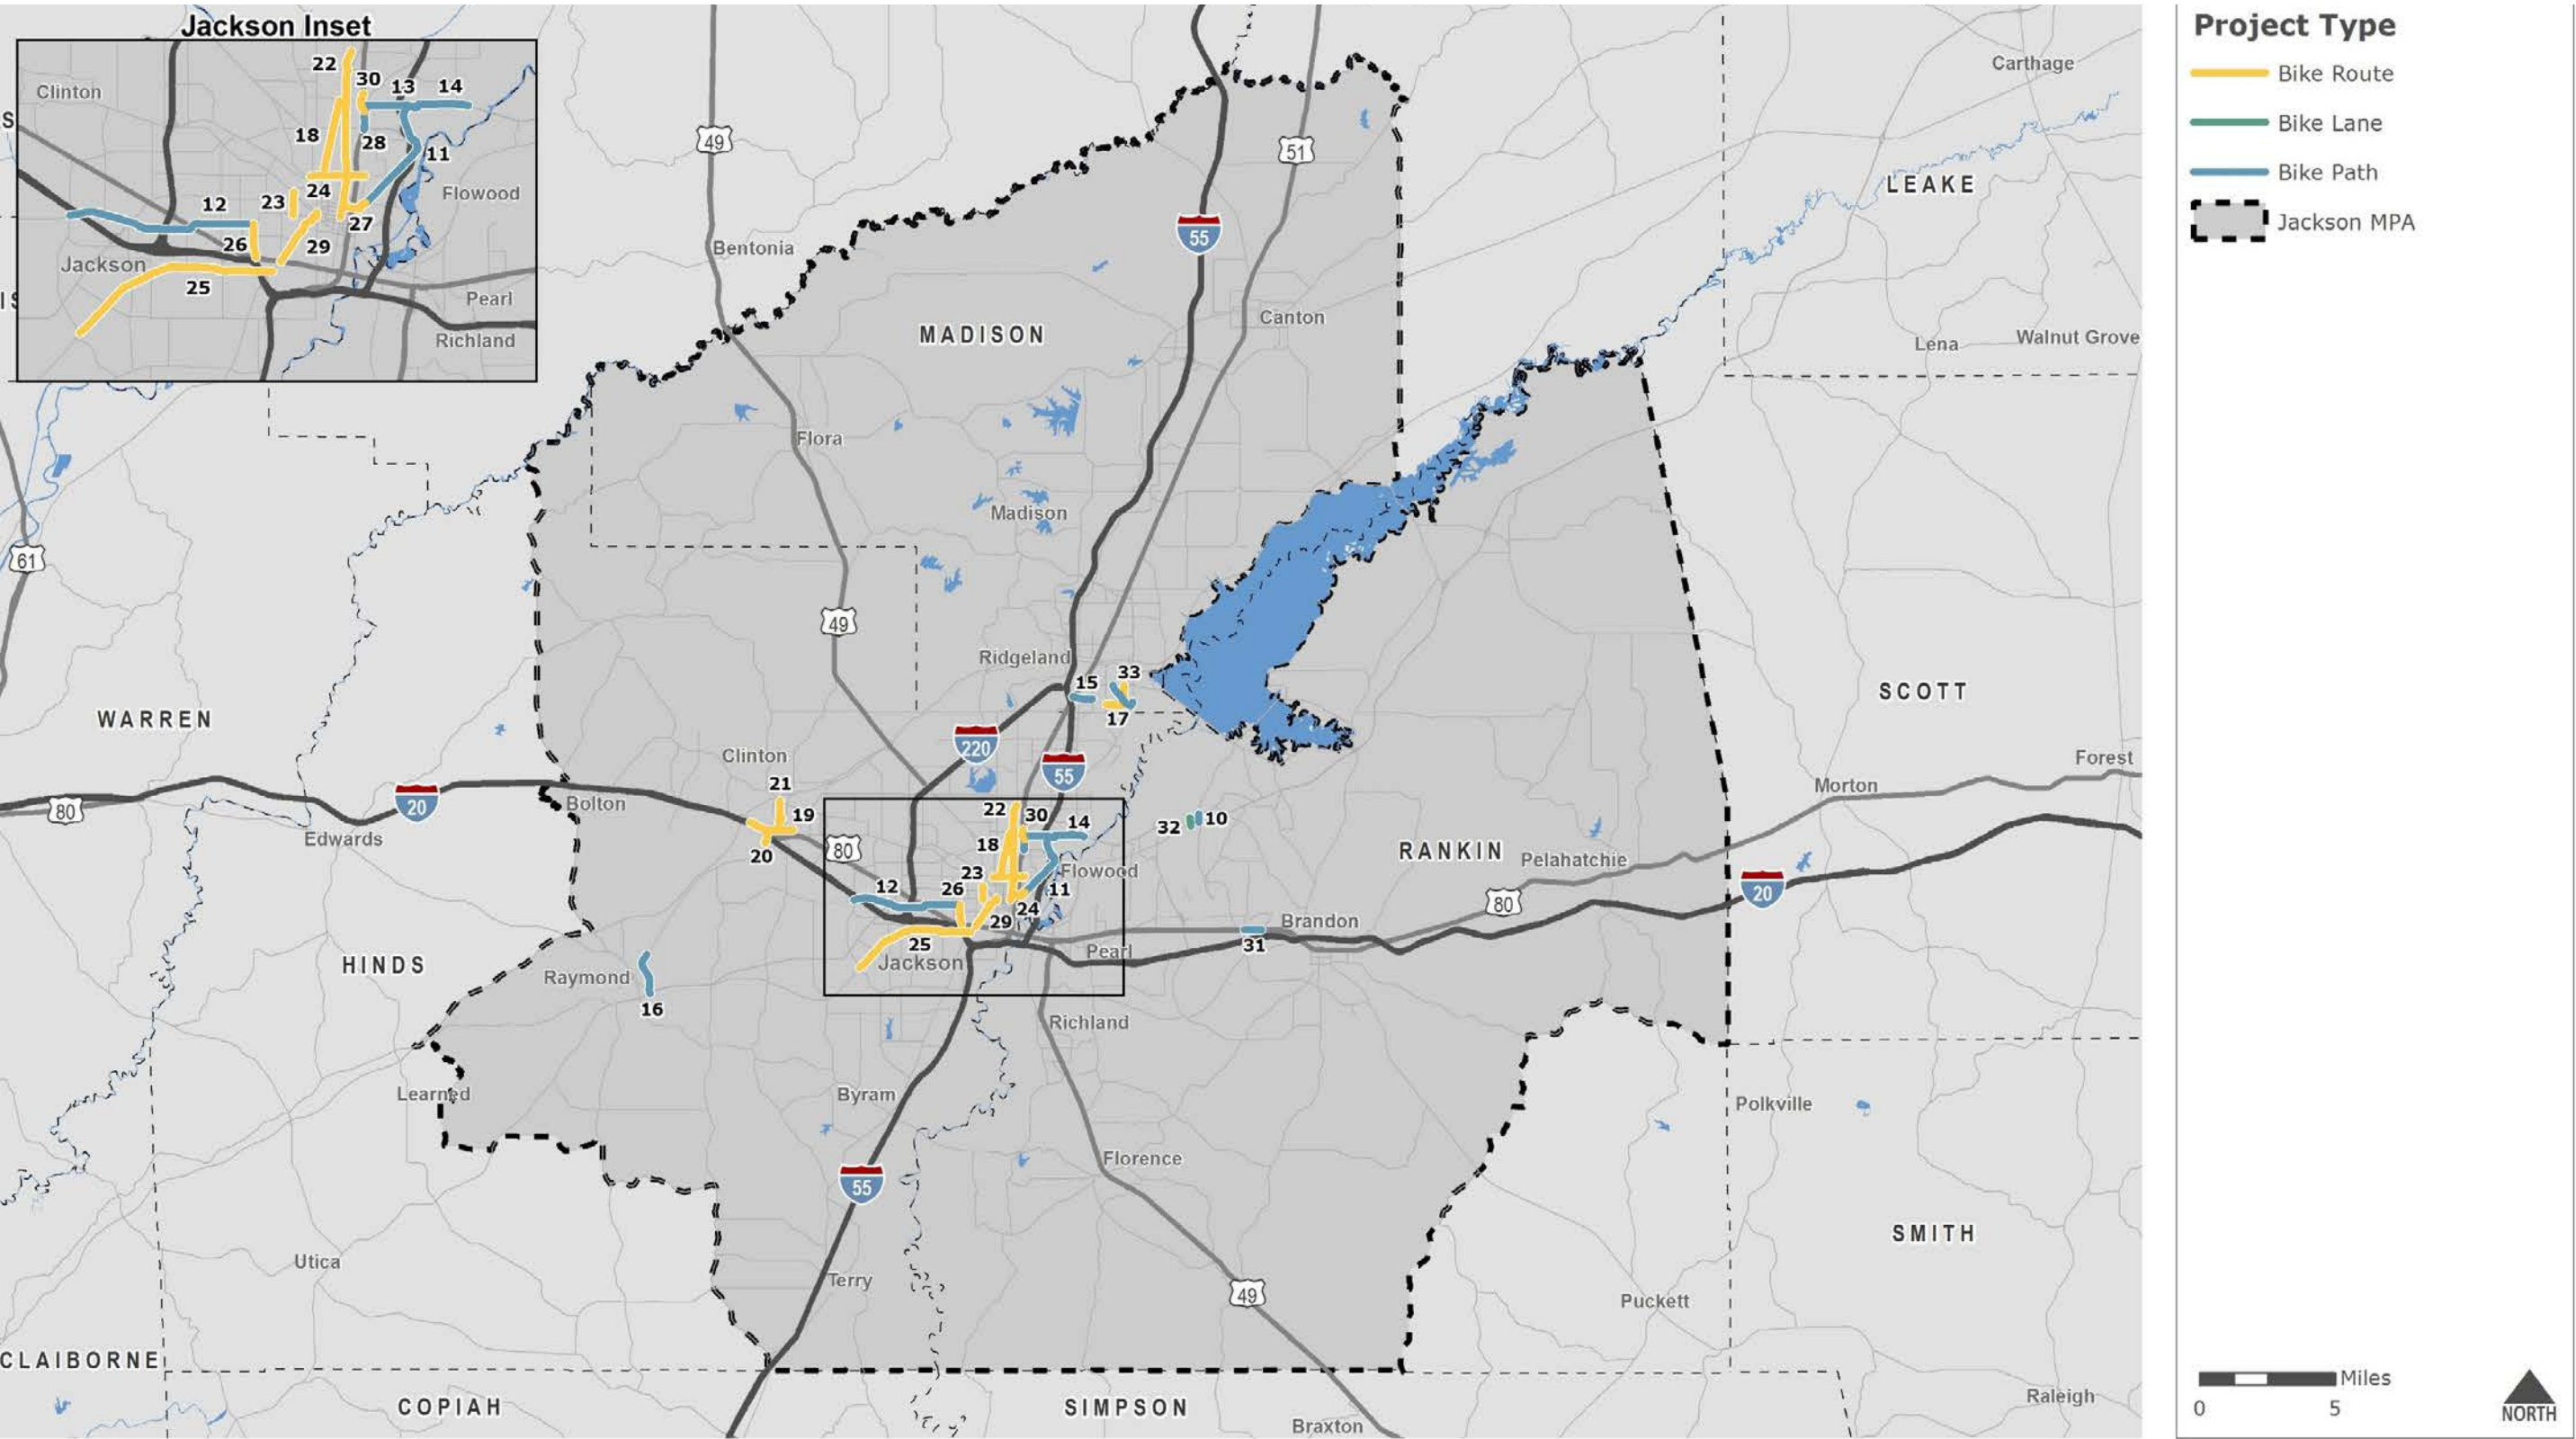 Jackson Inset
22
30
13
14
Clinton
S
18
28
11
24
Flowood
12
23
27
26
29
Jackson
25
IS
Pearl
Richland
49
51
Carthage
LEAKE
55
Bentonia
MADISON
Canton
Lena
Walnut Grove
Flora
Madison
61
49
Ridgeland
33
15
17
SCOTT
WARREN
220
55
Clinton
Forest
21
Morton
80
20
Bolton
19
22
30
14
32
10
Edwards
20
80
18
RANKIN
Pelahatchie
23
Flowood
12
26
11
20
80
24
29
Brandon
25
31
Pearl
HINDS
Jackson
Raymond
16
Richland
Learned
Byram
Polkville
Florence
55
Utica
Terry
SMITH
49
Puckett
CLAIBORNE
COPIAH
SIMPSON
Raleigh
Braxton
Project Type
Bike Route
Bike Lane
Bike Path
Jackson MPA
Miles
0
5
NORTH